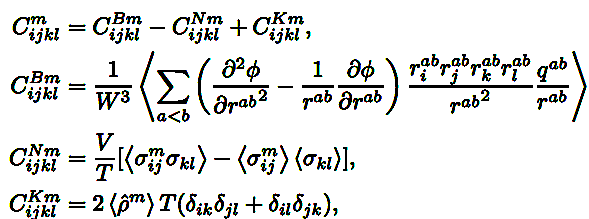 $C^{m}_{ijkl} = C^{Bm}_{ijkl} - C^{Nm}_{ijkl} + C^{Km}_{ijkl},$
$C^{Bm}_{ijkl} = \frac{1}{W^3} \left\langle \sum_{a<b} \left( \frac{\partial^2 \phi}{\partial {r^{ab}}^2} - \frac{1}{r^{ab}} \frac{\partial \phi}{\partial r^{ab}} \right) \frac{r^{ab}_i r^{ab}_j r^{ab}_k r^{ab}_l}{{r^{ab}}^2} \frac{q^{ab}}{r^{ab}} \right\rangle$
$C^{Nm}_{ijkl} = \frac{V}{T} [\langle \sigma^{m}_{ij} \sigma_{kl} \rangle - \langle \sigma^{m}_{ij} \rangle \langle \sigma_{kl} \rangle],$
$C^{Km}_{ijkl} = 2 \langle \hat{\rho}^{m} \rangle T (\delta_{ik} \delta_{jl} + \delta_{il} \delta_{jk}),$